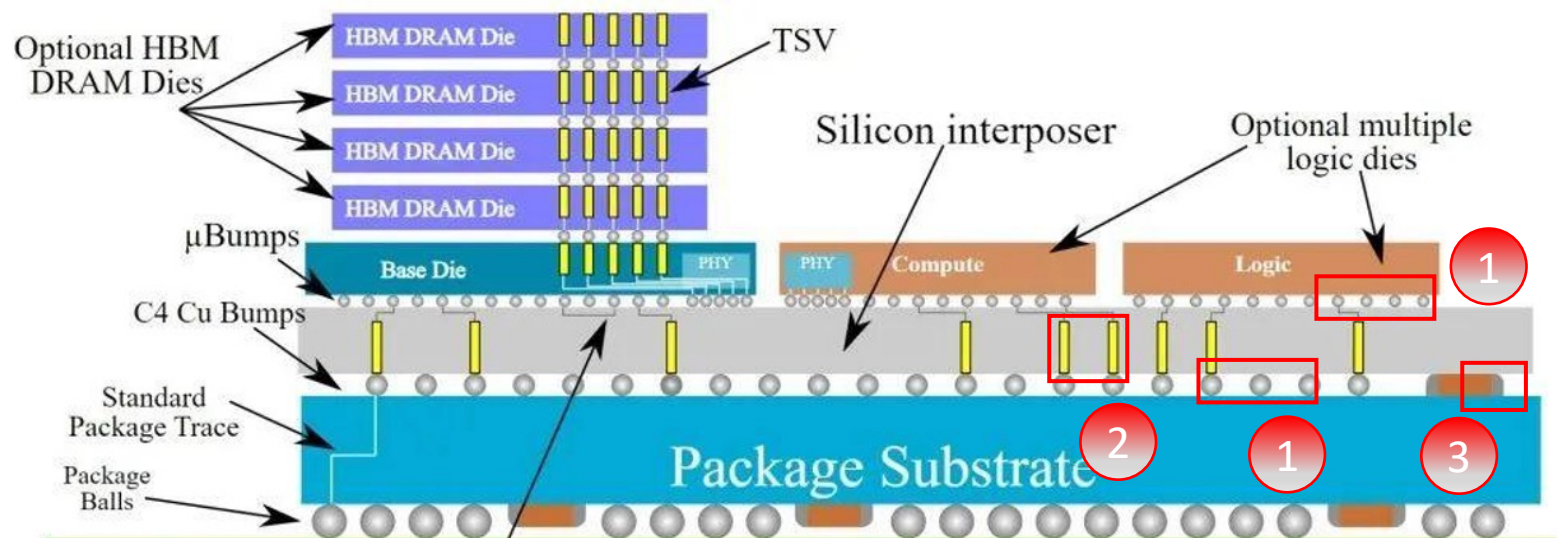 Optional HBM
DRAM Dies
HBM DRAM Die
HBM DRAM Die
HBM DRAM Die
HBM DRAM Die
TSV
Silicon interposer
Optional multiple
logic dies
µBumps
Base Die
PHY
PHY
Compute
Logic
1
C4 Cu Bumps
Standard
Package Trace
Package
Balls
Package Substrate
2
1
3